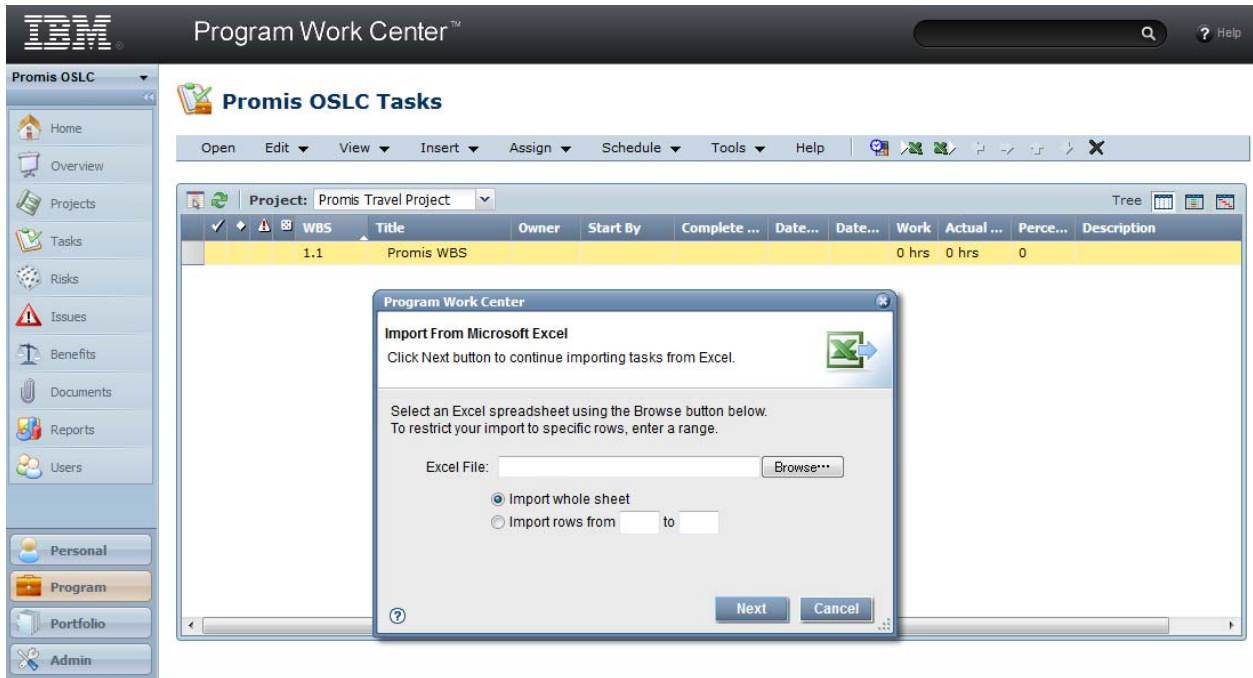 IBM®
Program Work Center™
? Help
Promis OSLC
Home
Overview
Projects
Tasks
Risks
Issues
Benefits
Documents
Reports
Users
Personal
Program
Portfolio
Admin
Promis OSLC Tasks
Open Edit View Insert Assign Schedule Tools Help
Project: Promis Travel Project Tree
WBS Title Owner Start By Complete ... Date... Date... Work Actual ... Perce... Description
1.1 Promis WBS 0 hrs 0 hrs 0
Program Work Center
Import From Microsoft Excel
Click Next button to continue importing tasks from Excel.
Select an Excel spreadsheet using the Browse button below.
To restrict your import to specific rows, enter a range.
Excel File: Browse...
Import whole sheet
Import rows from to
? Next Cancel